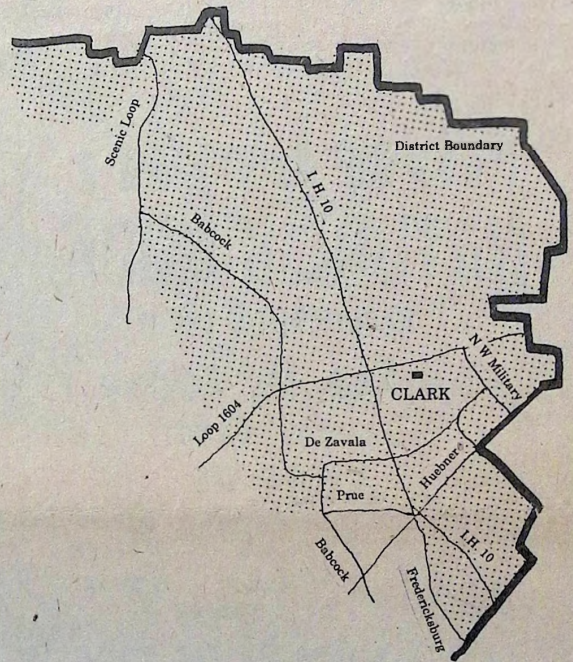 Scenic Loop
District Boundary
I. H. 10
Babcock
N W Military
CLARK
Loop 1604
De Zavala
Huebner
Prue
I.H. 10
Babcock
Fredericksburg